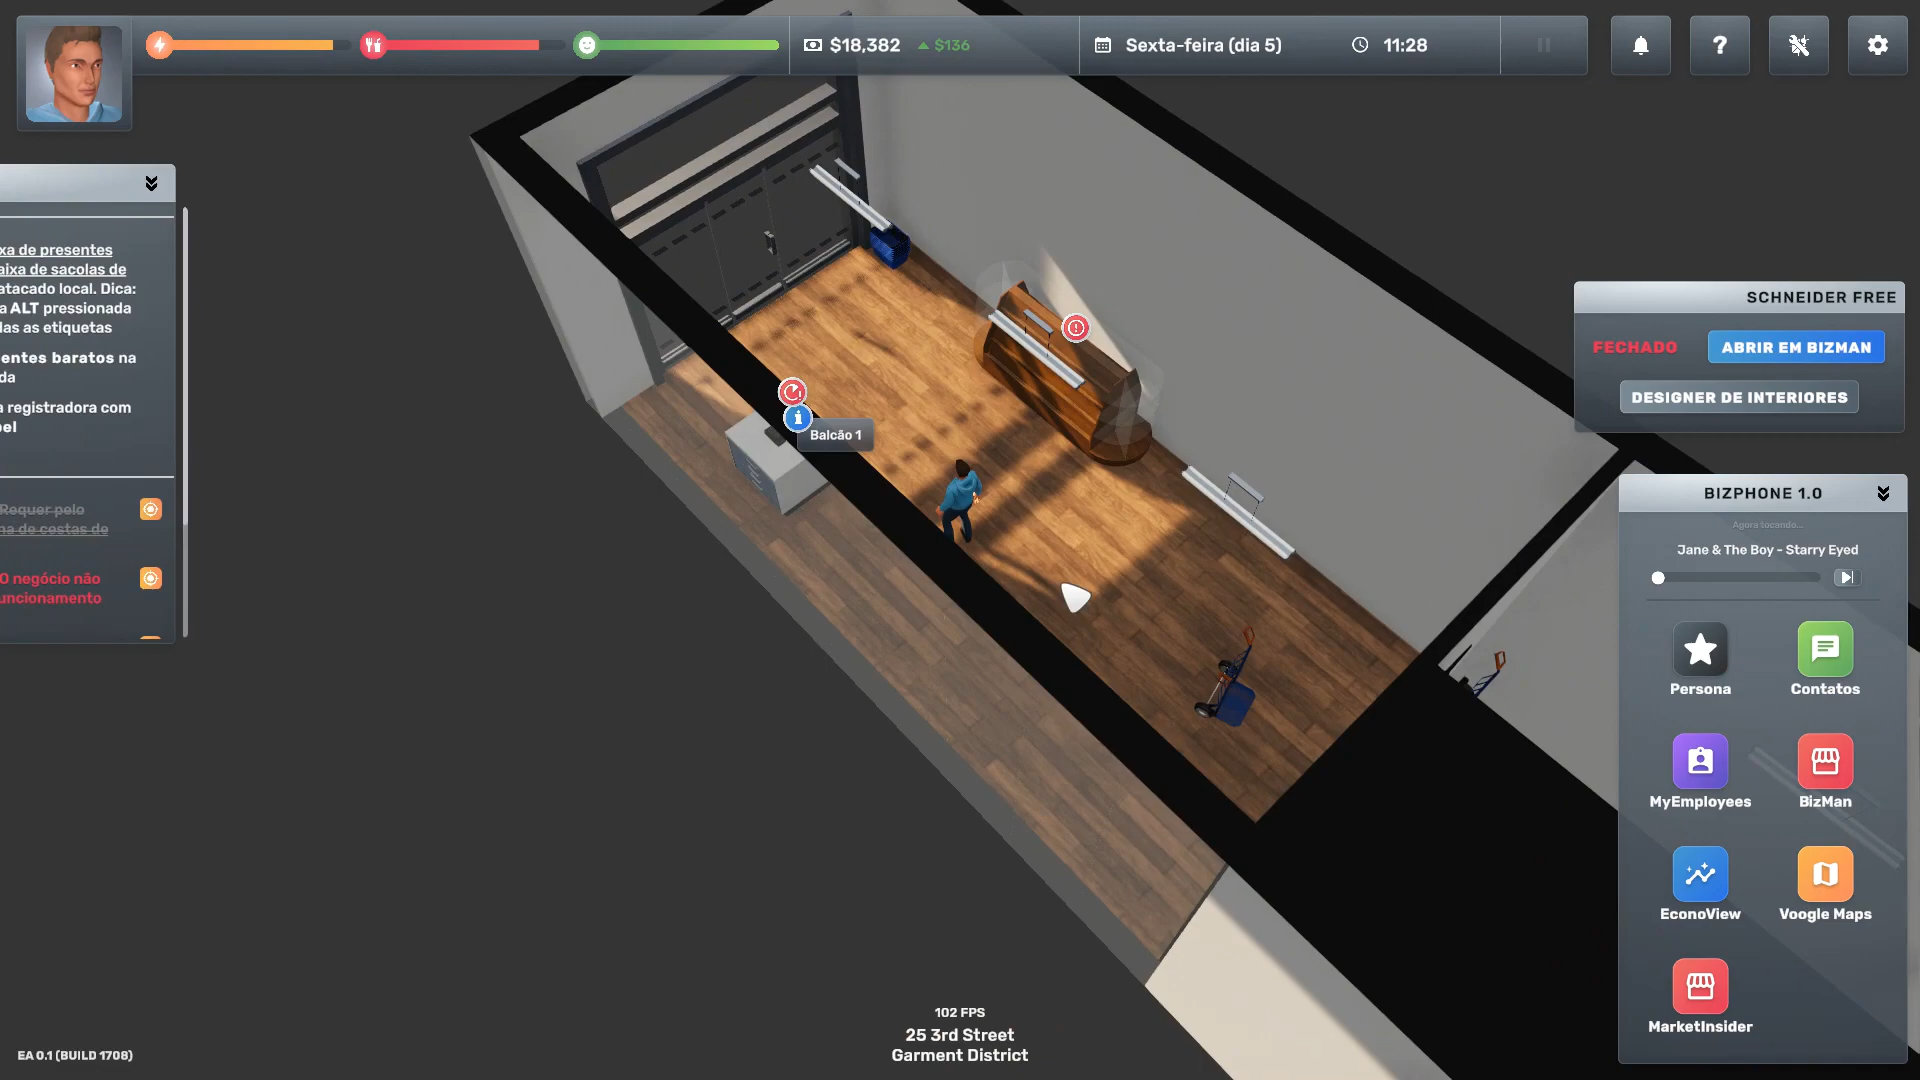 $18,382
$136
Sexta-feira (dia 5)
11:28
?
xa de presentes
aixa de sacolas de
atacado local. Dica:
a ALT pressionada
las as etiquetas
entes baratos na
da
a registradora com
pel
Requer pelo
na de costas de
O negócio não
uncionamento
Balcão 1
SCHNEIDER FREE
FECHADO
ABRIR EM BIZMAN
DESIGNER DE INTERIORES
BIZPHONE 1.0
Agora tocando...
Jane & The Boy - Starry Eyed
Persona
Contatos
MyEmployees
BizMan
EconoView
Voogle Maps
MarketInsider
102 FPS
25 3rd Street
Garment District
EA 0.1 (BUILD 1708)